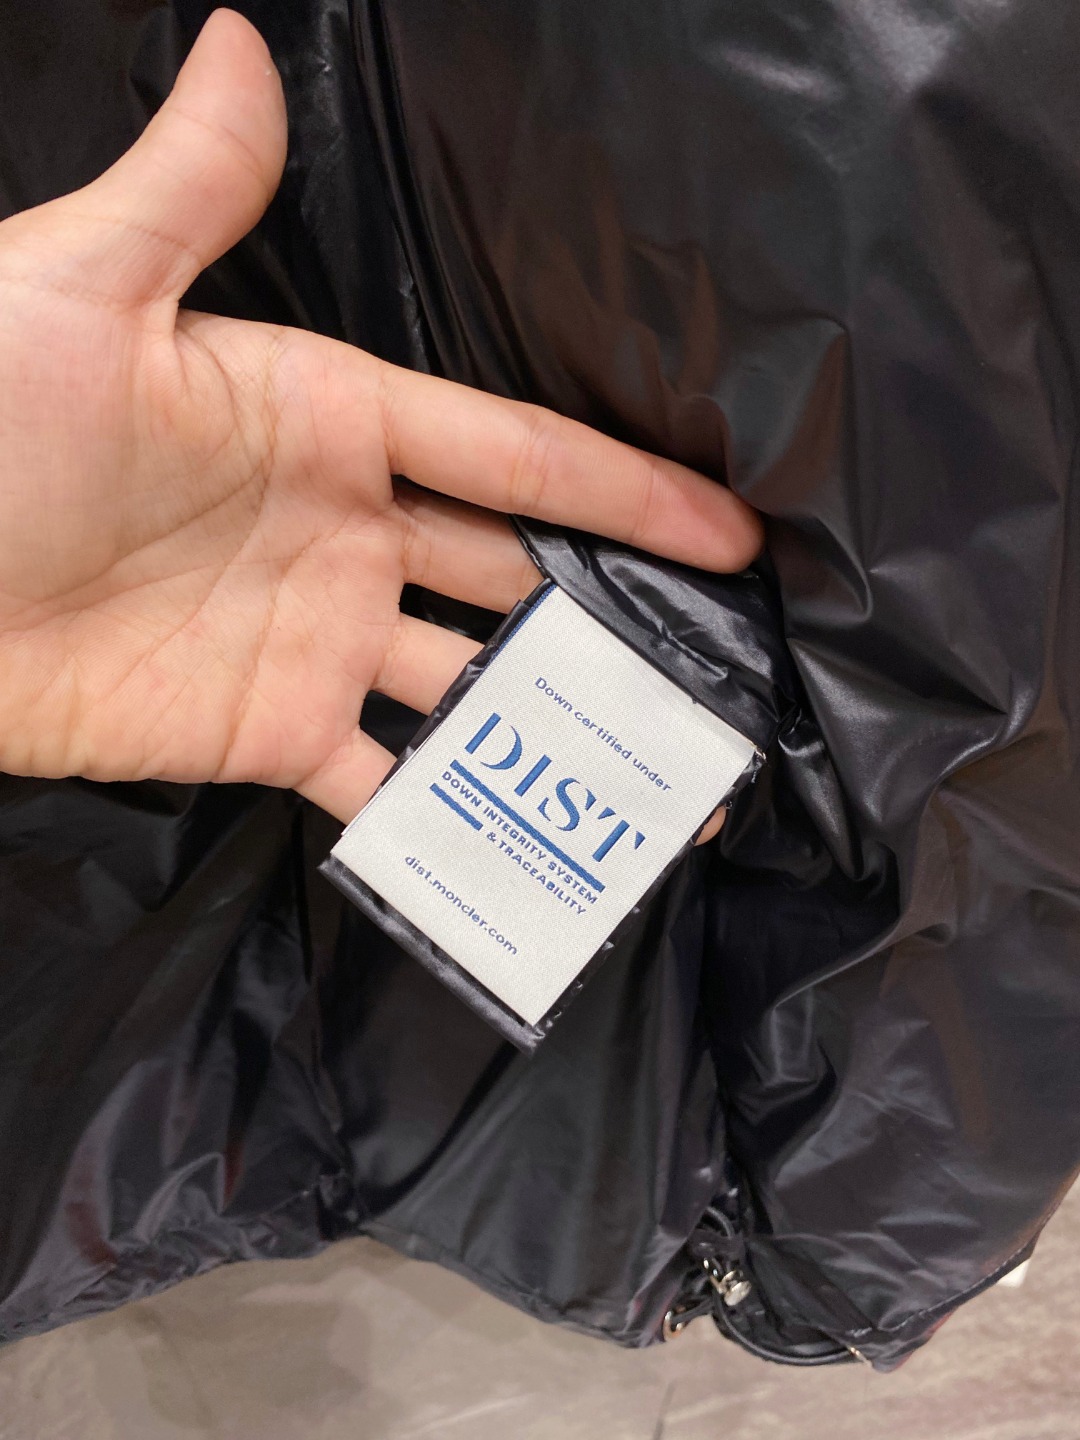 Down certified under
DIST
DOWN INTEGRITY SYSTEM
& TRACEABILITY
dist.moncler.com